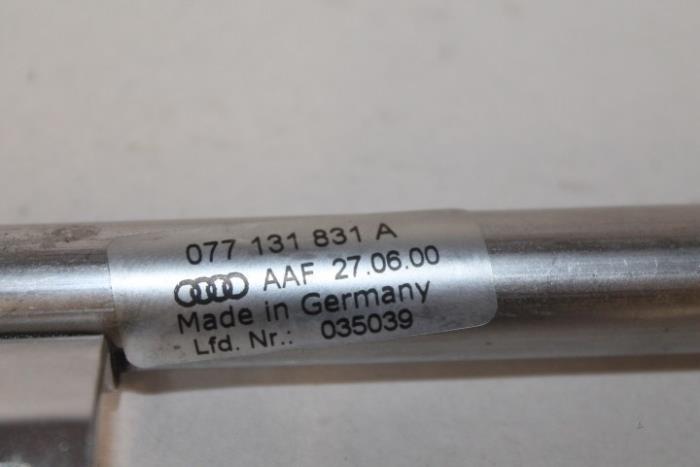 077 131 831 A
AAF 27.06.00
Made in Germany
Lfd. Nr.: 035039